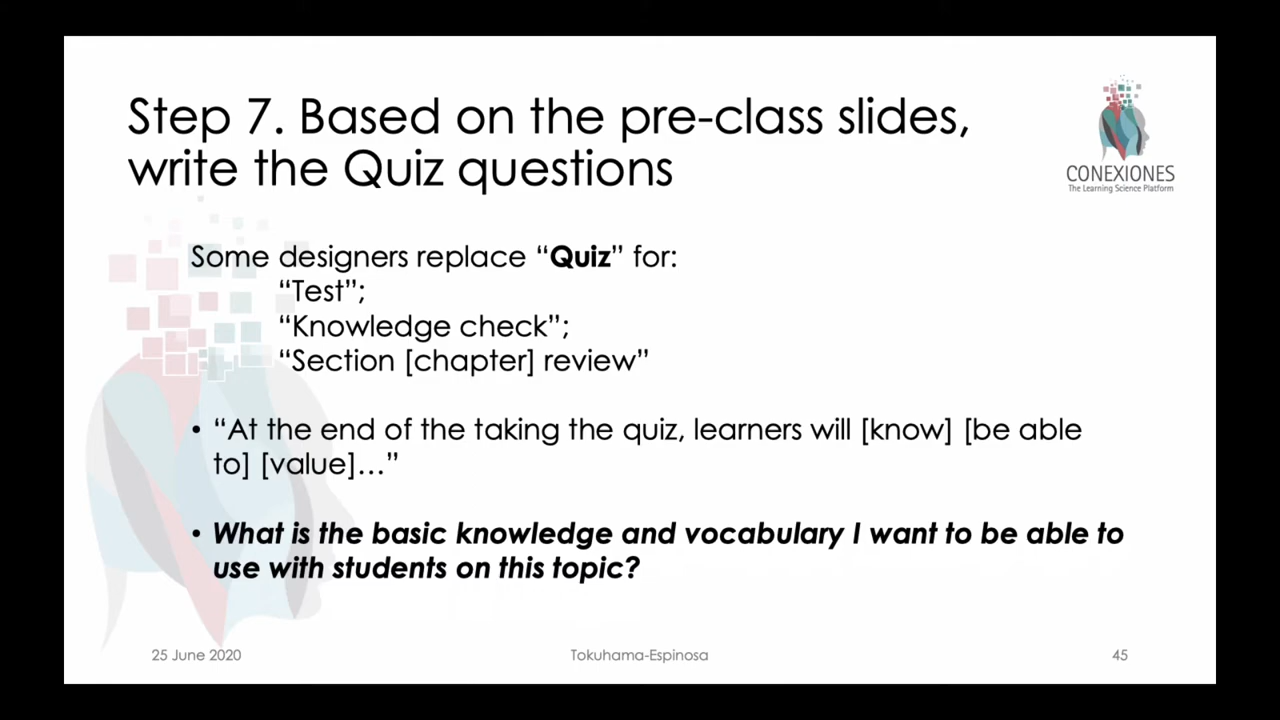 Step 7. Based on the pre-class slides,
write the Quiz questions
CONEXIONES
The Learning Science Platform
Some designers replace “Quiz” for:
“Test”;
“Knowledge check”;
“Section [chapter] review”
• “At the end of the taking the quiz, learners will [know] [be able
to] [value]…”
• What is the basic knowledge and vocabulary I want to be able to
use with students on this topic?
25 June 2020
Tokuhama-Espinosa
45